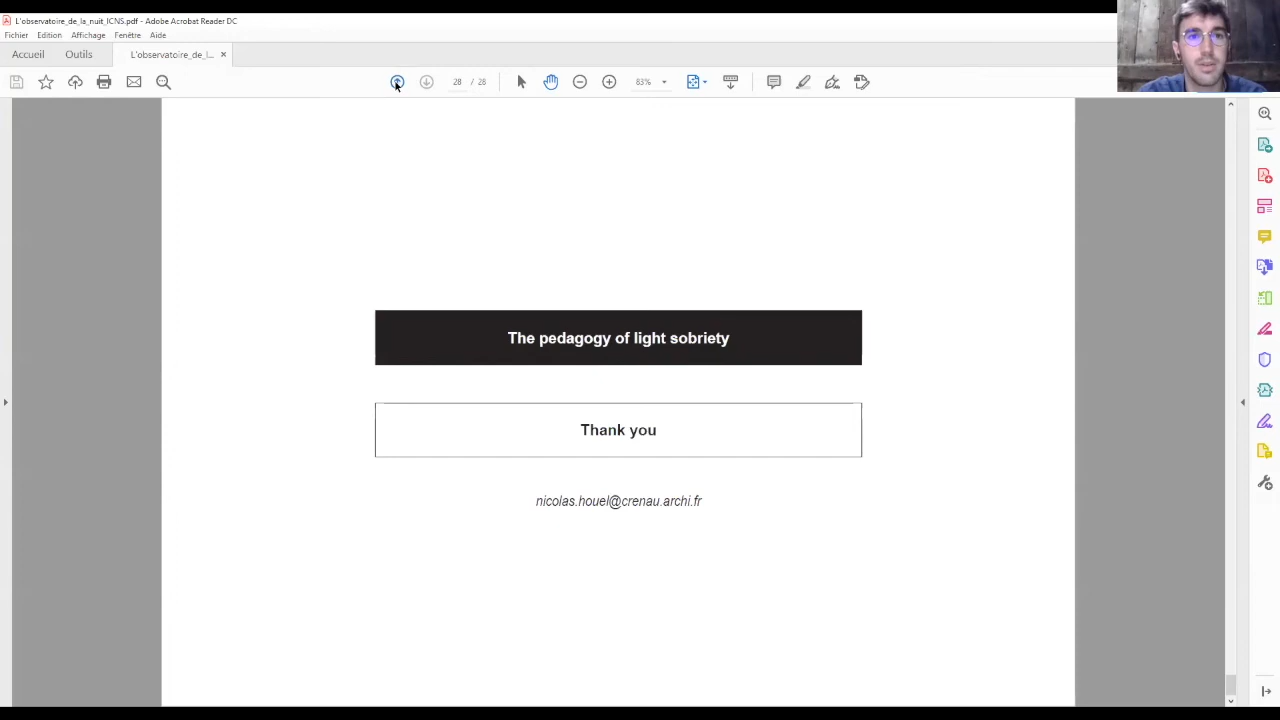 L'observatoire_de_la_nuit_ICNS.pdf - Adobe Acrobat Reader DC
Fichier Edition Affichage Fenêtre Aide
Accueil Outils L'observatoire_de_l... ×
28 / 28 83%
The pedagogy of light sobriety
Thank you
nicolas.houel@crenau.archi.fr